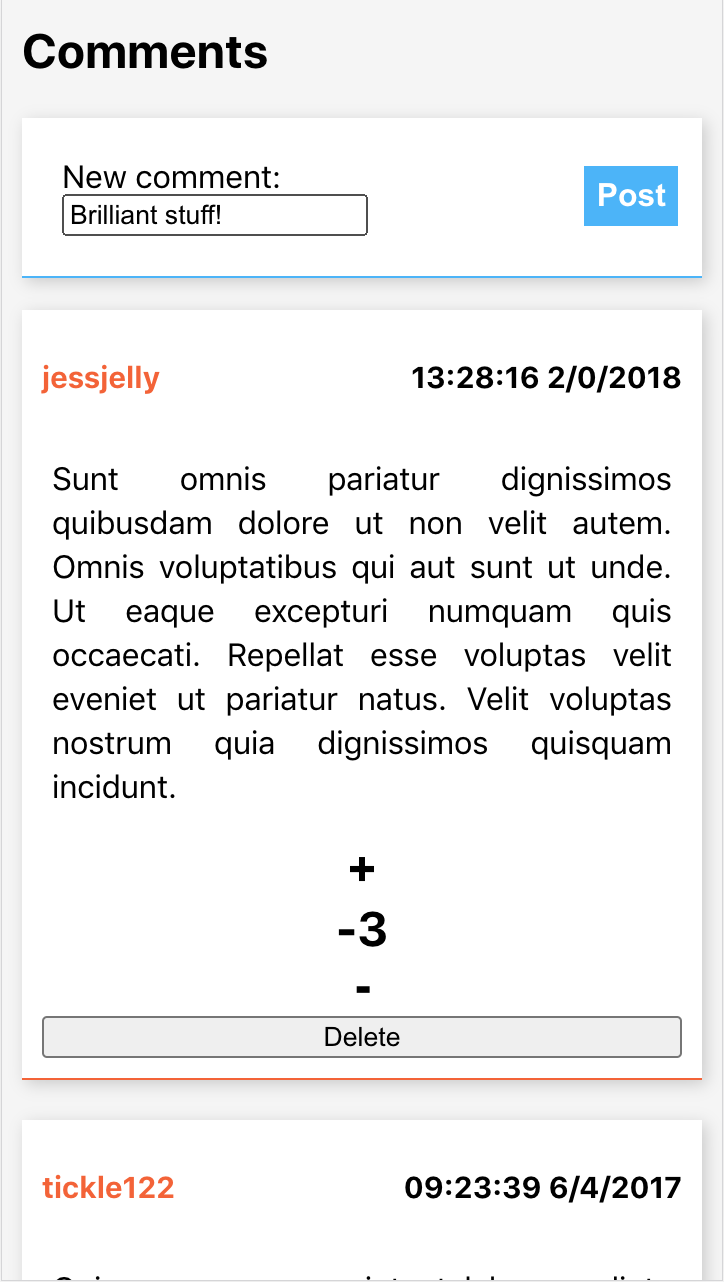 Comments
New comment:
Brilliant stuff!
Post
jessjelly 13:28:16 2/0/2018
Sunt omnis pariatur dignissimos
quibusdam dolore ut non velit autem.
Omnis voluptatibus qui aut sunt ut unde.
Ut eaque excepturi numquam quis
occaecati. Repellat esse voluptas velit
eveniet ut pariatur natus. Velit voluptas
nostrum quia dignissimos quisquam
incidunt.
+
-3
-
Delete
tickle122 09:23:39 6/4/2017